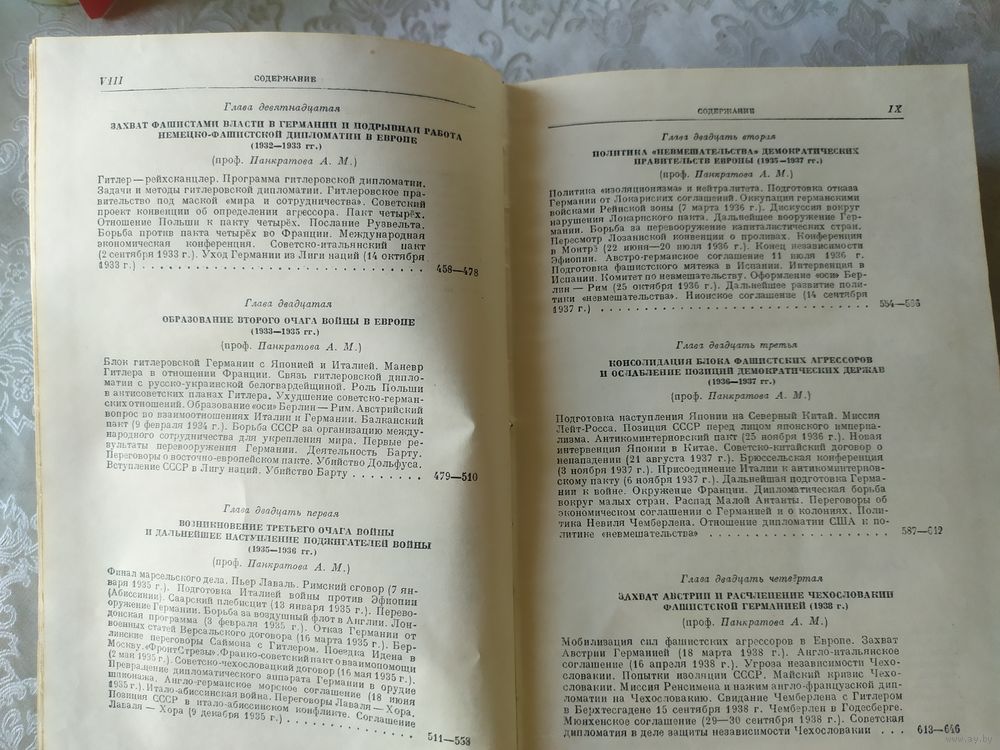 VIII
СОДЕРЖАНИЕ
Глава девятнадцатая
ЗАХВАТ ФАШИСТАМИ ВЛАСТИ В ГЕРМАНИИ И ПОДРЫВНАЯ РАБОТА
НЕМЕЦКО-ФАШИСТСКОЙ ДИПЛОМАТИИ В ЕВРОПЕ
(1932—1933 гг.)
(проф. Панкратова А. М.)
Гитлер — рейхсканцлер. Программа гитлеровской дипломатии.
Задачи и методы гитлеровской дипломатии. Гитлеровское пра-
вительство под маской «мира и сотрудничества». Советский
проект конвенции об определении агрессора. Пакт четырёх.
Отношение Польши к пакту четырёх. Послание Рузвельта.
Борьба против пакта четырёх во Франции. Международная
экономическая конференция. Советско-итальянский пакт
(2 сентября 1933 г.). Уход Германии из Лиги наций (14 октября
1933 г.) . . . . . . . . . . . . . . . . . . . . . . 458—478
Глава двадцатая
ОБРАЗОВАНИЕ ВТОРОГО ОЧАГА ВОЙНЫ В ЕВРОПЕ
(1933—1935 гг.)
(проф. Панкратова А. М.)
Блок гитлеровской Германии с Японией и Италией. Маневр
Гитлера в отношении Франции. Связь гитлеровской дипло-
матии с русско-украинской белогвардейщиной. Роль Польши
в антисоветских планах Гитлера. Ухудшение советско-герман-
ских отношений. Образование «оси» Берлин — Рим. Австрийский
вопрос во взаимоотношениях Италии и Германии. Балканский
пакт (9 февраля 1934 г.). Борьба СССР за организацию между-
народного сотрудничества для укрепления мира. Первые ре-
зультаты перевооружения Германии. Деятельность Барту.
Переговоры о восточно-европейском пакте. Убийство Дольфуса.
Вступление СССР в Лигу наций. Убийство Барту . . . . . . . . 479—510
Глава двадцать первая
ВОЗНИКНОВЕНИЕ ТРЕТЬЕГО ОЧАГА ВОЙНЫ
И ДАЛЬНЕЙШЕЕ НАСТУПЛЕНИЕ ПОДЖИГАТЕЛЕЙ ВОЙНЫ
(1935—1936 гг.)
(проф. Панкратова А. М.)
Финал марсельского дела. Пьер Лаваль. Римский сговор (7 ян-
варя 1935 г.). Подготовка Италией войны против Эфиопии
(Абиссинии). Саарский плебисцит (13 января 1935 г.). Перево-
оружение Германии. Борьба за воздушный флот в Англии. Лон-
донская программа (3 февраля 1935 г.). Отказ Германии от
военных статей Версальского договора (16 марта 1935 г.). Бер-
линские переговоры Саймона с Гитлером. Поездка Идена в
Москву. «Фронт Стрезы». Франко-советский пакт о взаимопомощи
(2 мая 1935 г.). Советско-чехословацкий договор (16 мая 1935 г.).
Превращение дипломатического аппарата Германии в орудие
шпионажа. Англо-германское морское соглашение (18 июня
1935 г.). Итало-абиссинская война. Переговоры Лаваля — Хора.
Позиция СССР в итало-абиссинском конфликте. Соглашение
Лаваля — Хора (9 декабря 1935 г.) . . . . . . . . . . . . 511—553
СОДЕРЖАНИЕ
IX
Глава двадцать вторая
ПОЛИТИКА «НЕВМЕШАТЕЛЬСТВА» ДЕМОКРАТИЧЕСКИХ
ПРАВИТЕЛЬСТВ ЕВРОПЫ (1935—1937 гг.)
(проф. Панкратова А. М.)
Политика «изоляционизма» и нейтралитета. Подготовка отказа
Германии от Локарнских соглашений. Оккупация германскими
войсками Рейнской зоны (7 марта 1936 г.). Дискуссия вокруг
нарушения Локарнского пакта. Дальнейшее вооружение Гер-
мании. Борьба за перевооружение капиталистических стран.
Пересмотр Лозаннской конвенции о проливах. Конференция
в Монтрё (22 июня—20 июля 1936 г.). Конец независимости
Эфиопии. Австро-германское соглашение 11 июля 1936 г.
Подготовка фашистского мятежа в Испании. Интервенция в
Испании. Комитет по невмешательству. Оформление «оси» Бер-
лин — Рим (25 октября 1936 г.). Дальнейшее развитие поли-
тики «невмешательства». Нионское соглашение (14 сентября
1937 г.) . . . . . . . . . . . . . . . . . . . . . . 554—586
Глава двадцать третья
КОНСОЛИДАЦИЯ БЛОКА ФАШИСТСКИХ АГРЕССОРОВ
И ОСЛАБЛЕНИЕ ПОЗИЦИЙ ДЕМОКРАТИЧЕСКИХ ДЕРЖАВ
(1936—1937 гг.)
(проф. Панкратова А. М.)
Подготовка наступления Японии на Северный Китай. Миссия
Лейт-Росса. Позиция СССР перед лицом японского империа-
лизма. Антикоминтерновский пакт (25 ноября 1936 г.). Новая
интервенция Японии в Китае. Советско-китайский договор о
ненападении (21 августа 1937 г.). Брюссельская конференция
(3 ноября 1937 г.). Присоединение Италии к антикоминтернов-
скому пакту (6 ноября 1937 г.). Дальнейшая подготовка Герма-
нии к войне. Окружение Франции. Дипломатическая борьба
вокруг малых стран. Распад Малой Антанты. Переговоры об
экономическом соглашении с Германией и о колониях. Поли-
тика Невиля Чемберлена. Отношение дипломатии США к по-
литике «невмешательства» . . . . . . . . . . . . . . . 587—612
Глава двадцать четвёртая
ЗАХВАТ АВСТРИИ И РАСЧЛЕНЕНИЕ ЧЕХОСЛОВАКИИ
ФАШИСТСКОЙ ГЕРМАНИЕЙ (1938 г.)
(проф. Панкратова А. М.)
Мобилизация сил фашистских агрессоров в Европе. Захват
Австрии Германией (18 марта 1938 г.). Англо-итальянское
соглашение (16 апреля 1938 г.). Угроза независимости Чехо-
словакии. Попытки изоляции СССР. Майский кризис Чехо-
словакии. Миссия Ренсимена и нажим англо-французской дип-
ломатии на Чехословакию. Свидание Чемберлена с Гитлером
в Берхтесгадене 15 сентября 1938 г. Чемберлен в Годесберге.
Мюнхенское соглашение (29—30 сентября 1938 г.). Советская
дипломатия в деле защиты независимости Чехословакии . . . 613—646
www.ay.by